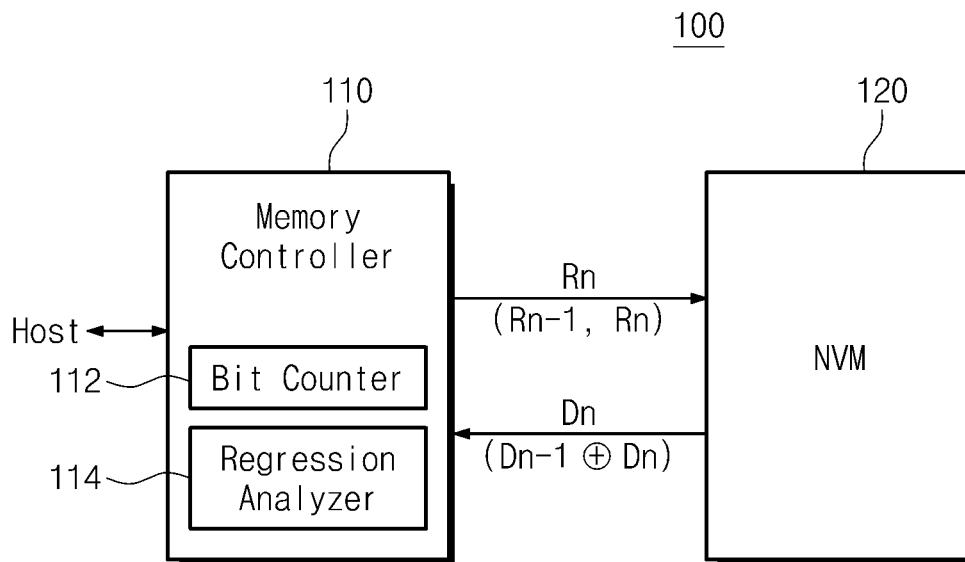 100
110
120
Memory
Controller
Rn
(Rn-1, Rn)
Host
NVM
112
Bit Counter
Dn
(Dn-1 ⊕ Dn)
114
Regression
Analyzer